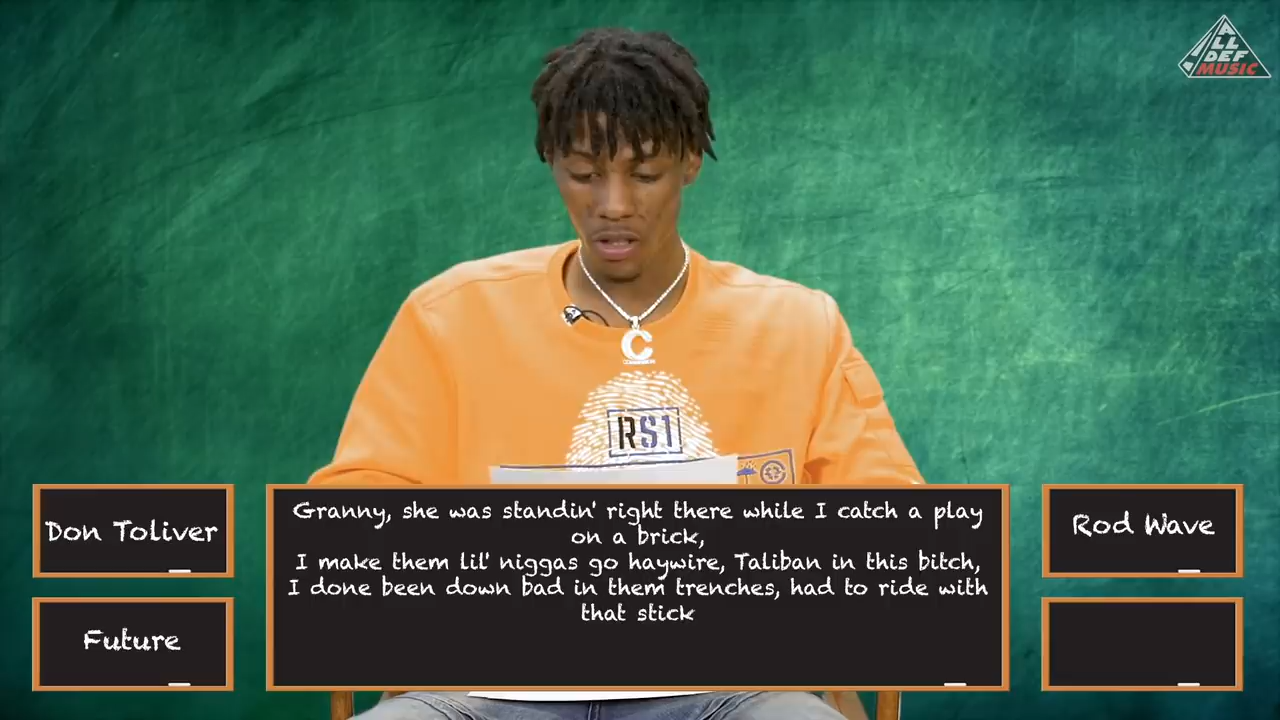 ALL
DEF
MUSIC
C
RS1
Don Toliver
Granny, she was standin' right there while I catch a play
on a brick,
I make them lil' niggas go haywire, Taliban in this bitch,
I done been down bad in them trenches, had to ride with
that stick
Rod Wave
Future